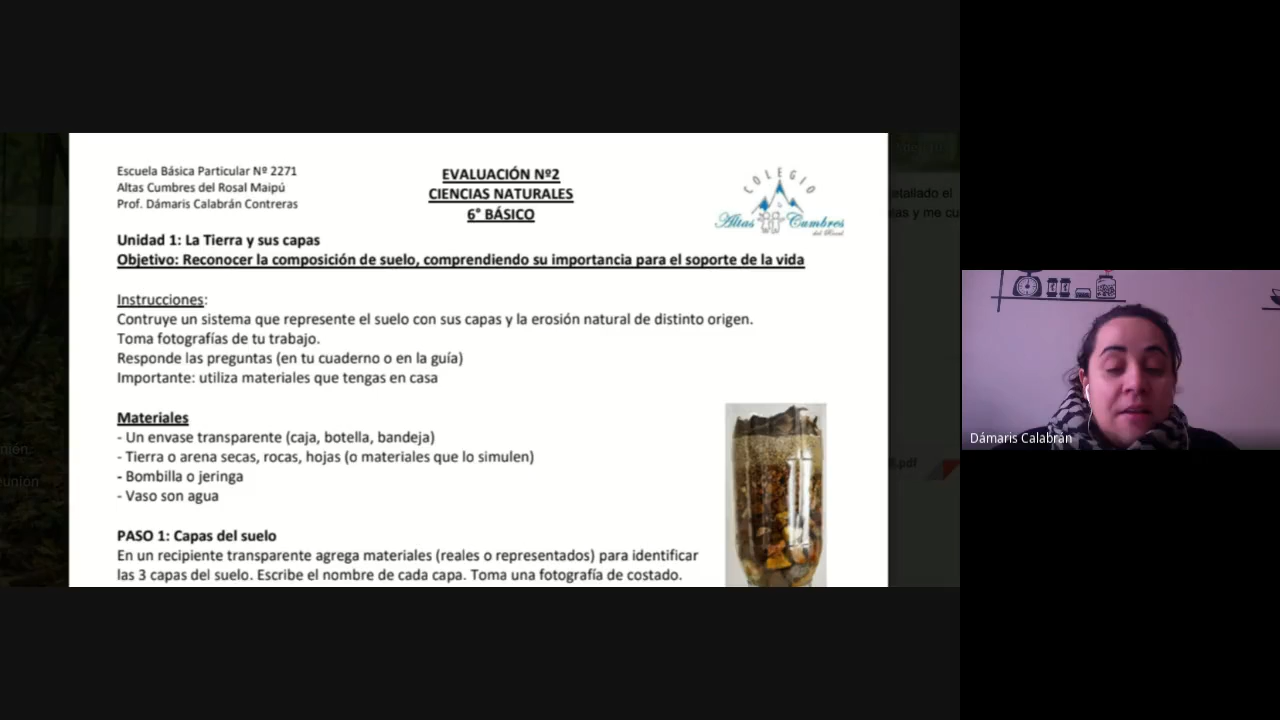 Escuela Básica Particular Nº 2271
Altas Cumbres del Rosal Maipú
Prof. Dámaris Calabrán Contreras
EVALUACIÓN Nº2
CIENCIAS NATURALES
6° BÁSICO
COLEGIO
Altas Cumbres
del Rosal
Unidad 1: La Tierra y sus capas
Objetivo: Reconocer la composición de suelo, comprendiendo su importancia para el soporte de la vida
Instrucciones:
Contruye un sistema que represente el suelo con sus capas y la erosión natural de distinto origen.
Toma fotografías de tu trabajo.
Responde las preguntas (en tu cuaderno o en la guía)
Importante: utiliza materiales que tengas en casa
Materiales
- Un envase transparente (caja, botella, bandeja)
- Tierra o arena secas, rocas, hojas (o materiales que lo simulen)
- Bombilla o jeringa
- Vaso son agua
PASO 1: Capas del suelo
En un recipiente transparente agrega materiales (reales o representados) para identificar
las 3 capas del suelo. Escribe el nombre de cada capa. Toma una fotografía de costado.
Dámaris Calabrán